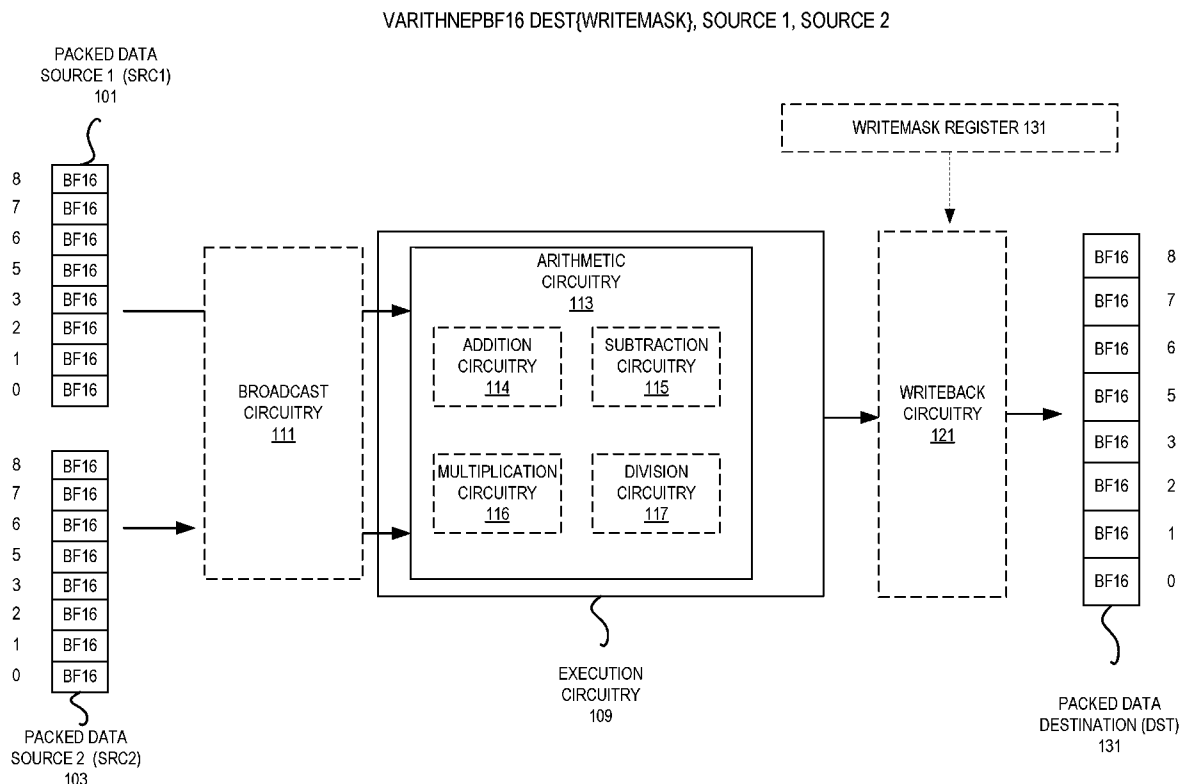 VARITHNEPBF16 DEST{WRITEMASK}, SOURCE 1, SOURCE 2
PACKED DATA
SOURCE 1 (SRC1)
101
8 BF16
7 BF16
6 BF16
5 BF16
3 BF16
2 BF16
1 BF16
0 BF16
8 BF16
7 BF16
6 BF16
5 BF16
3 BF16
2 BF16
1 BF16
0 BF16
PACKED DATA
SOURCE 2 (SRC2)
103
BROADCAST
CIRCUITRY
111
ARITHMETIC
CIRCUITRY
113
ADDITION
CIRCUITRY
114
SUBTRACTION
CIRCUITRY
115
MULTIPLICATION
CIRCUITRY
116
DIVISION
CIRCUITRY
117
EXECUTION
CIRCUITRY
109
WRITEMASK REGISTER 131
WRITEBACK
CIRCUITRY
121
BF16 8
BF16 7
BF16 6
BF16 5
BF16 3
BF16 2
BF16 1
BF16 0
PACKED DATA
DESTINATION (DST)
131